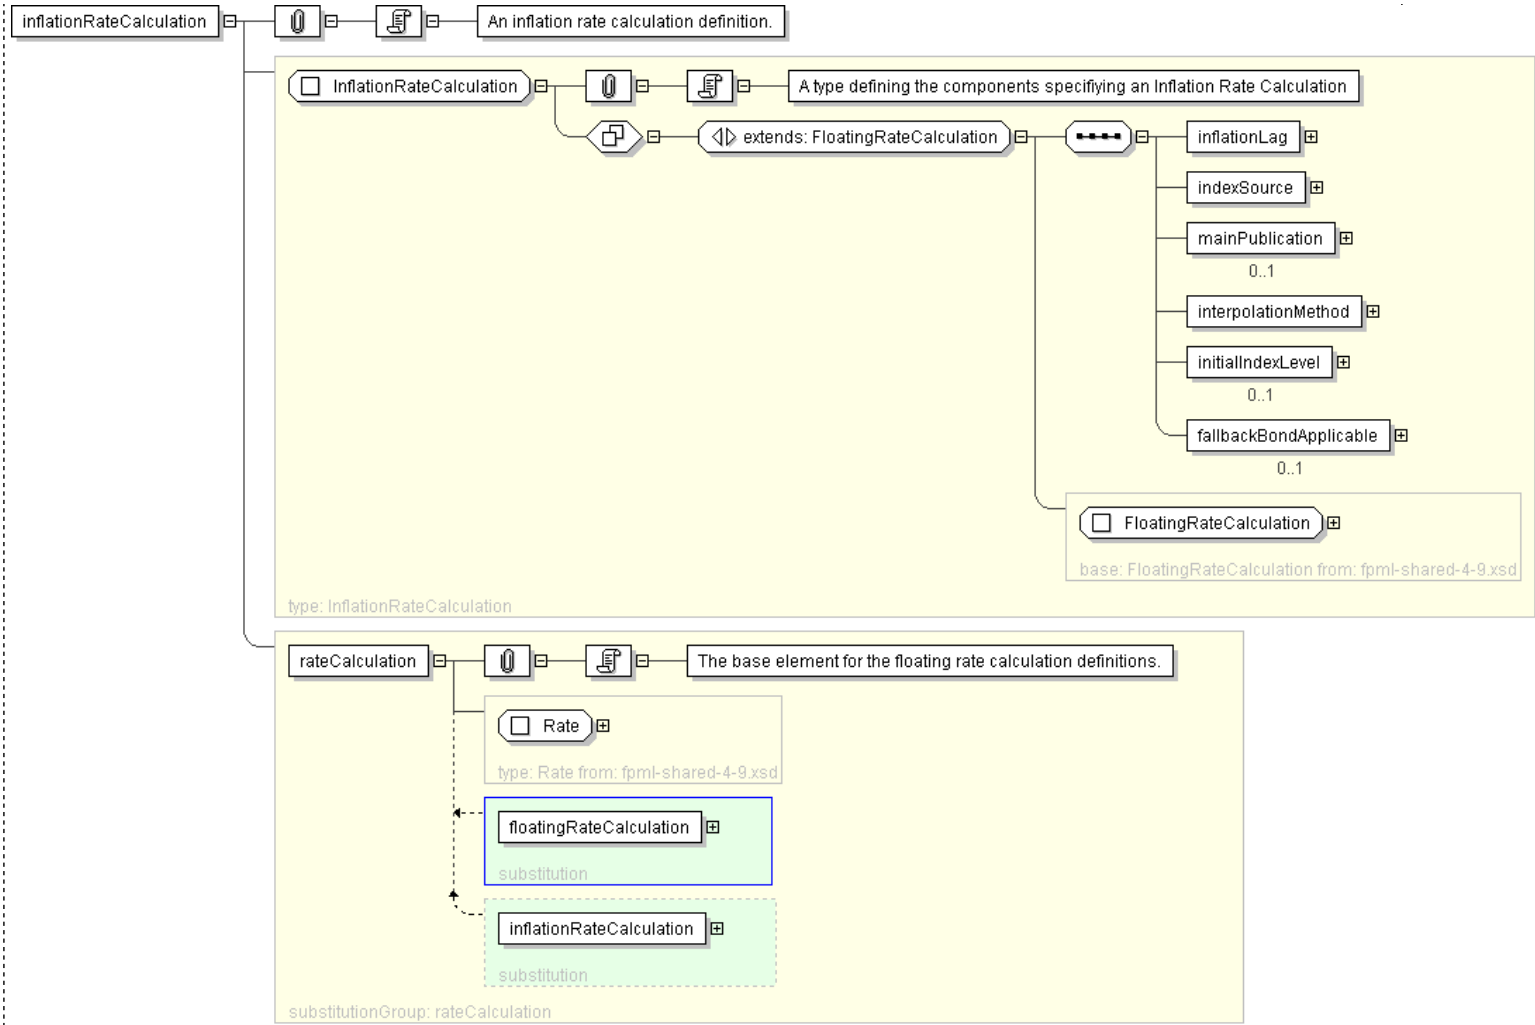 inflationRateCalculation
An inflation rate calculation definition.
InflationRateCalculation
A type defining the components specifiying an Inflation Rate Calculation
extends: FloatingRateCalculation
inflationLag
indexSource
mainPublication
0..1
interpolationMethod
initialIndexLevel
0..1
fallbackBondApplicable
0..1
FloatingRateCalculation
base: FloatingRateCalculation from: fpml-shared-4-9.xsd
type: InflationRateCalculation
rateCalculation
The base element for the floating rate calculation definitions.
Rate
type: Rate from: fpml-shared-4-9.xsd
floatingRateCalculation
substitution
inflationRateCalculation
substitution
substitutionGroup: rateCalculation